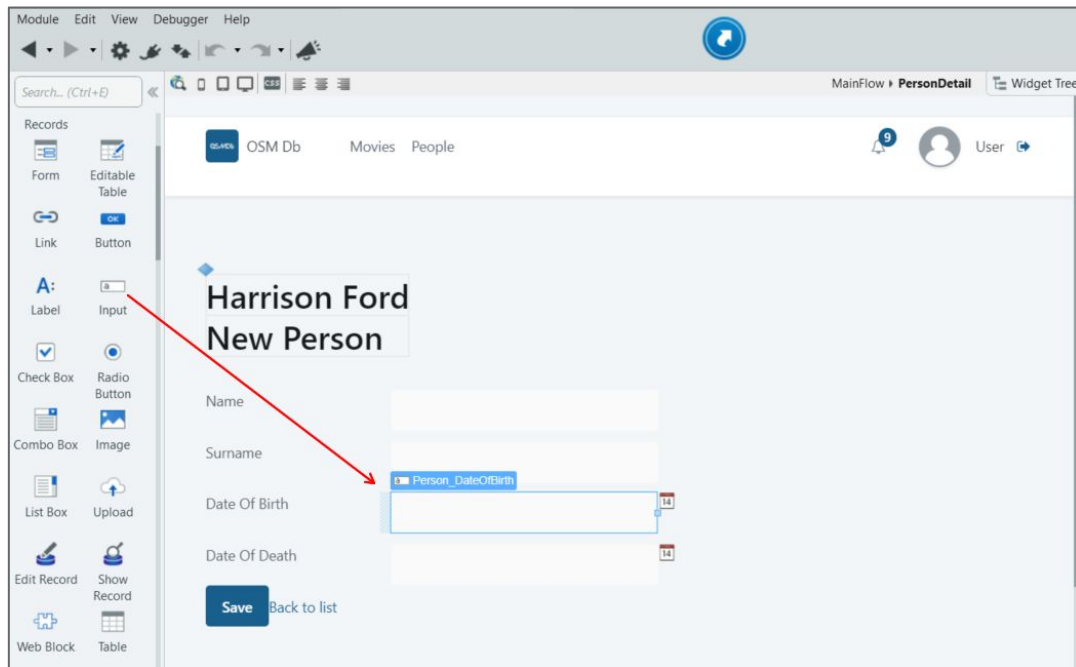 Module Edit View Debugger Help
Search... (Ctrl+E)
CSS
MainFlow PersonDetail Widget Tree
Records
Form Editable Table
Link OK Button
A: Label a Input
Check Box Radio Button
Combo Box Image
List Box Upload
Edit Record Show Record
Web Block Table
OSMDb OSM Db Movies People 9 User
Harrison Ford
New Person
Name
Surname
a Person_DateOfBirth
Date Of Birth 14
Date Of Death 14
Save Back to list